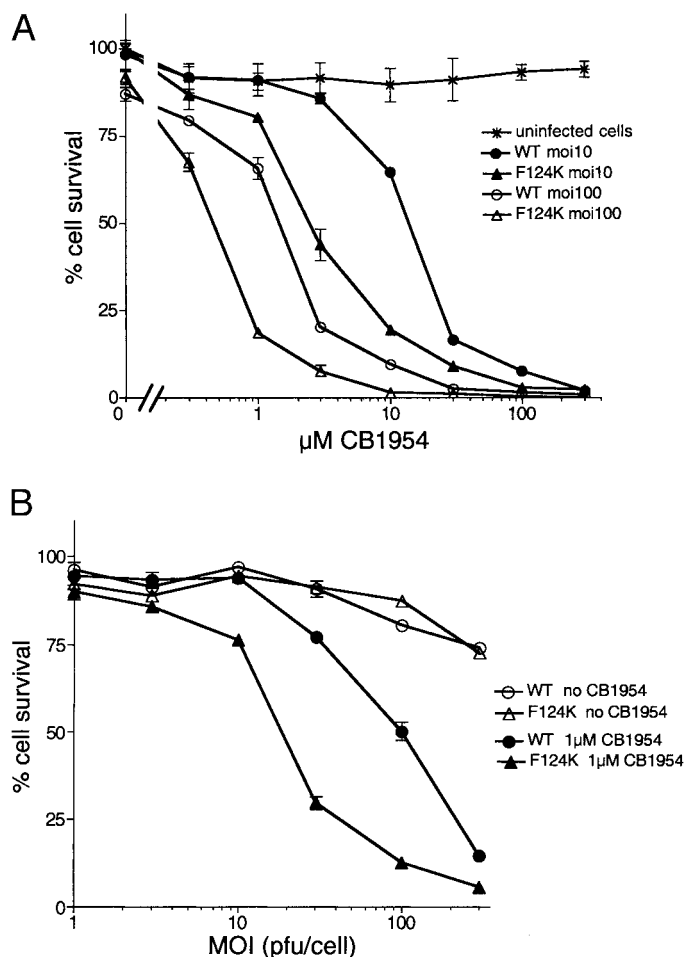 A
100
75
50
25
0
% cell survival
0
1
10
100
µM CB1954
uninfected cells
WT moi10
F124K moi10
WT moi100
F124K moi100
B
100
75
50
25
0
% cell survival
1
10
100
MOI (pfu/cell)
WT no CB1954
F124K no CB1954
WT 1µM CB1954
F124K 1µM CB1954